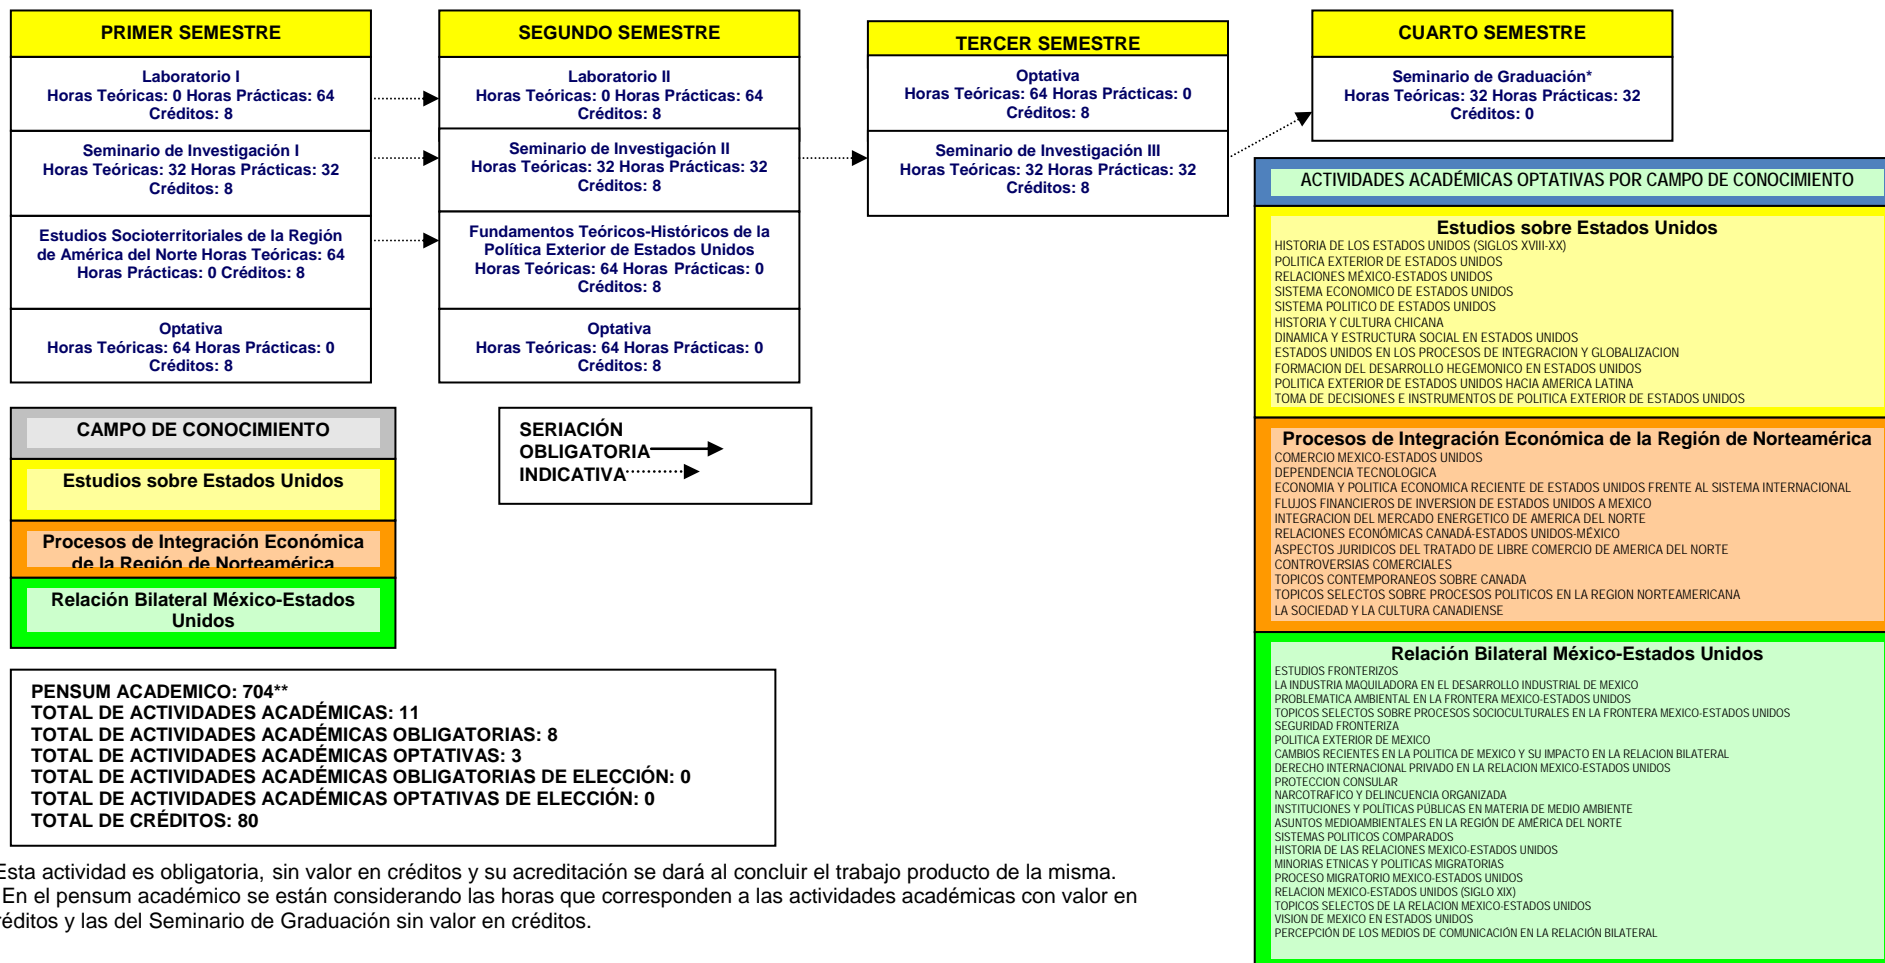 PRIMER SEMESTRE
Laboratorio I
Horas Teóricas: 0 Horas Prácticas: 64
Créditos: 8
Seminario de Investigación I
Horas Teóricas: 32 Horas Prácticas: 32
Créditos: 8
Estudios Socioterritoriales de la Región
de América del Norte Horas Teóricas: 64
Horas Prácticas: 0 Créditos: 8
Optativa
Horas Teóricas: 64 Horas Prácticas: 0
Créditos: 8
SEGUNDO SEMESTRE
Laboratorio II
Horas Teóricas: 0 Horas Prácticas: 64
Créditos: 8
Seminario de Investigación II
Horas Teóricas: 32 Horas Prácticas: 32
Créditos: 8
Fundamentos Teóricos-Históricos de la
Política Exterior de Estados Unidos
Horas Teóricas: 64 Horas Prácticas: 0
Créditos: 8
Optativa
Horas Teóricas: 64 Horas Prácticas: 0
Créditos: 8
TERCER SEMESTRE
Optativa
Horas Teóricas: 64 Horas Prácticas: 0
Créditos: 8
Seminario de Investigación III
Horas Teóricas: 32 Horas Prácticas: 32
Créditos: 8
CUARTO SEMESTRE
Seminario de Graduación*
Horas Teóricas: 32 Horas Prácticas: 32
Créditos: 0
CAMPO DE CONOCIMIENTO
Estudios sobre Estados Unidos
Procesos de Integración Económica
de la Región de Norteamérica
Relación Bilateral México-Estados
Unidos
SERIACIÓN
OBLIGATORIA
INDICATIVA
PENSUM ACADEMICO: 704**
TOTAL DE ACTIVIDADES ACADÉMICAS: 11
TOTAL DE ACTIVIDADES ACADÉMICAS OBLIGATORIAS: 8
TOTAL DE ACTIVIDADES ACADÉMICAS OPTATIVAS: 3
TOTAL DE ACTIVIDADES ACADÉMICAS OBLIGATORIAS DE ELECCIÓN: 0
TOTAL DE ACTIVIDADES ACADÉMICAS OPTATIVAS DE ELECCIÓN: 0
TOTAL DE CRÉDITOS: 80
Esta actividad es obligatoria, sin valor en créditos y su acreditación se dará al concluir el trabajo producto de la misma.
En el pensum académico se están considerando las horas que corresponden a las actividades académicas con valor en
réditos y las del Seminario de Graduación sin valor en créditos.
ACTIVIDADES ACADÉMICAS OPTATIVAS POR CAMPO DE CONOCIMIENTO
Estudios sobre Estados Unidos
HISTORIA DE LOS ESTADOS UNIDOS (SIGLOS XVIII-XX)
POLITICA EXTERIOR DE ESTADOS UNIDOS
RELACIONES MÉXICO-ESTADOS UNIDOS
SISTEMA ECONOMICO DE ESTADOS UNIDOS
SISTEMA POLITICO DE ESTADOS UNIDOS
HISTORIA Y CULTURA CHICANA
DINAMICA Y ESTRUCTURA SOCIAL EN ESTADOS UNIDOS
ESTADOS UNIDOS EN LOS PROCESOS DE INTEGRACION Y GLOBALIZACION
FORMACION DEL DESARROLLO HEGEMONICO EN ESTADOS UNIDOS
POLITICA EXTERIOR DE ESTADOS UNIDOS HACIA AMERICA LATINA
TOMA DE DECISIONES E INSTRUMENTOS DE POLITICA EXTERIOR DE ESTADOS UNIDOS
Procesos de Integración Económica de la Región de Norteamérica
COMERCIO MEXICO-ESTADOS UNIDOS
DEPENDENCIA TECNOLOGICA
ECONOMIA Y POLITICA ECONOMICA RECIENTE DE ESTADOS UNIDOS FRENTE AL SISTEMA INTERNACIONAL
FLUJOS FINANCIEROS DE INVERSION DE ESTADOS UNIDOS A MEXICO
INTEGRACION DEL MERCADO ENERGETICO DE AMERICA DEL NORTE
RELACIONES ECONÓMICAS CANADÁ-ESTADOS UNIDOS-MÉXICO
ASPECTOS JURIDICOS DEL TRATADO DE LIBRE COMERCIO DE AMERICA DEL NORTE
CONTROVERSIAS COMERCIALES
TOPICOS CONTEMPORANEOS SOBRE CANADA
TOPICOS SELECTOS SOBRE PROCESOS POLITICOS EN LA REGION NORTEAMERICANA
LA SOCIEDAD Y LA CULTURA CANADIENSE
Relación Bilateral México-Estados Unidos
ESTUDIOS FRONTERIZOS
LA INDUSTRIA MAQUILADORA EN EL DESARROLLO INDUSTRIAL DE MEXICO
PROBLEMATICA AMBIENTAL EN LA FRONTERA MEXICO-ESTADOS UNIDOS
TOPICOS SELECTOS SOBRE PROCESOS SOCIOCULTURALES EN LA FRONTERA MEXICO-ESTADOS UNIDOS
SEGURIDAD FRONTERIZA
POLITICA EXTERIOR DE MEXICO
CAMBIOS RECIENTES EN LA POLITICA DE MEXICO Y SU IMPACTO EN LA RELACION BILATERAL
DERECHO INTERNACIONAL PRIVADO EN LA RELACION MEXICO-ESTADOS UNIDOS
PROTECCION CONSULAR
NARCOTRAFICO Y DELINCUENCIA ORGANIZADA
INSTITUCIONES Y POLÍTICAS PÚBLICAS EN MATERIA DE MEDIO AMBIENTE
ASUNTOS MEDIOAMBIENTALES EN LA REGIÓN DE AMÉRICA DEL NORTE
SISTEMAS POLITICOS COMPARADOS
HISTORIA DE LAS RELACIONES MEXICO-ESTADOS UNIDOS
MINORIAS ETNICAS Y POLITICAS MIGRATORIAS
PROCESO MIGRATORIO MEXICO-ESTADOS UNIDOS
RELACION MEXICO-ESTADOS UNIDOS (SIGLO XIX)
TOPICOS SELECTOS DE LA RELACION MEXICO-ESTADOS UNIDOS
VISION DE MEXICO EN ESTADOS UNIDOS
PERCEPCIÓN DE LOS MEDIOS DE COMUNICACIÓN EN LA RELACIÓN BILATERAL